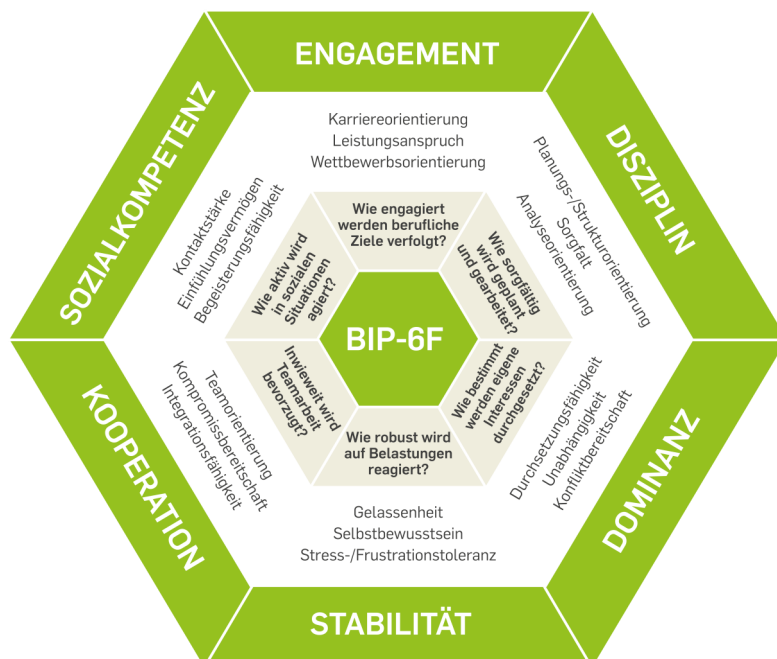 ENGAGEMENT
Karriereorientierung
Leistungsanspruch
Wettbewerbsorientierung
Wie engagiert
werden berufliche
Ziele verfolgt?
DISZIPLIN
Planungs-/Strukturorientierung
Sorgfalt
Analyseorientierung
Wie sorgfältig
wird geplant
und gearbeitet?
DOMINANZ
Durchsetzungsfähigkeit
Unabhängigkeit
Konfliktbereitschaft
Wie bestimmt
werden eigene
Interessen
durchgesetzt?
STABILITÄT
Gelassenheit
Selbstbewusstsein
Stress-/Frustrationstoleranz
Wie robust wird
auf Belastungen
reagiert?
KOOPERATION
Teamorientierung
Kompromissbereitschaft
Integrationsfähigkeit
Inwieweit wird
Teamarbeit
bevorzugt?
SOZIALKOMPETENZ
Kontaktstärke
Einfühlungsvermögen
Begeisterungsfähigkeit
Wie aktiv wird
in sozialen
Situationen
agiert?
BIP-6F